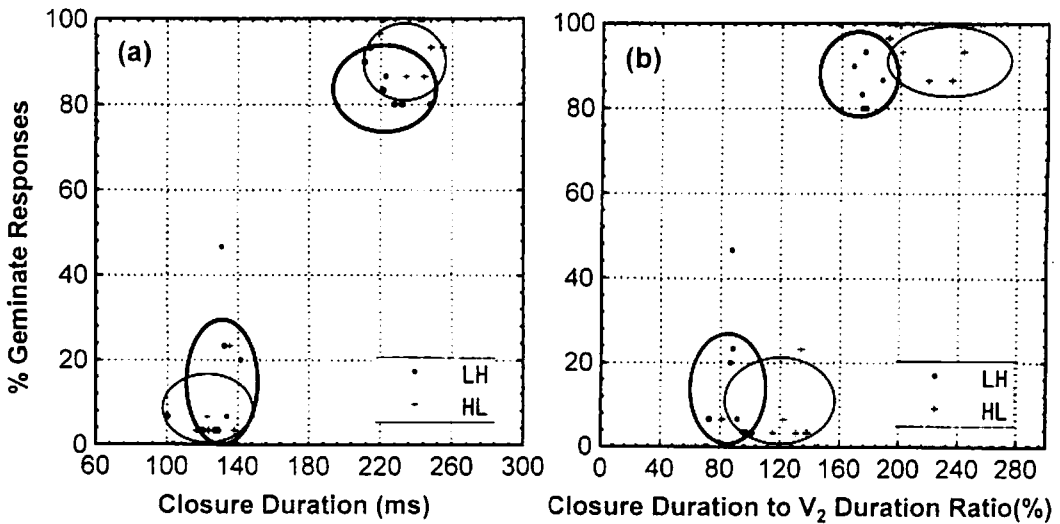 % Geminate Responses
(a)
100
80
60
40
20
0
60 100 140 180 220 260 300
Closure Duration (ms)
LH
HL
(b)
100
80
60
40
20
0
0 40 80 120 160 200 240 280
Closure Duration to V₂ Duration Ratio(%)
LH
HL